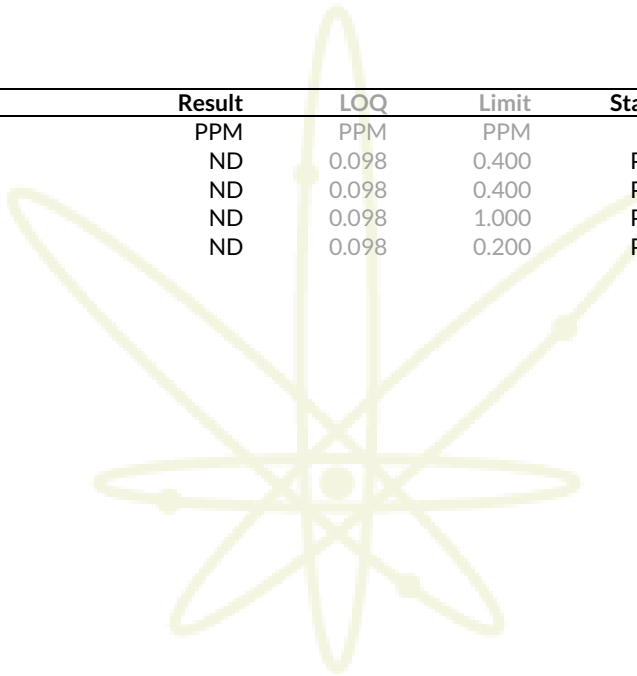 Result LOQ Limit Sta
PPM PPM PPM
ND 0.098 0.400 P
ND 0.098 0.400 P
ND 0.098 1.000 P
ND 0.098 0.200 P